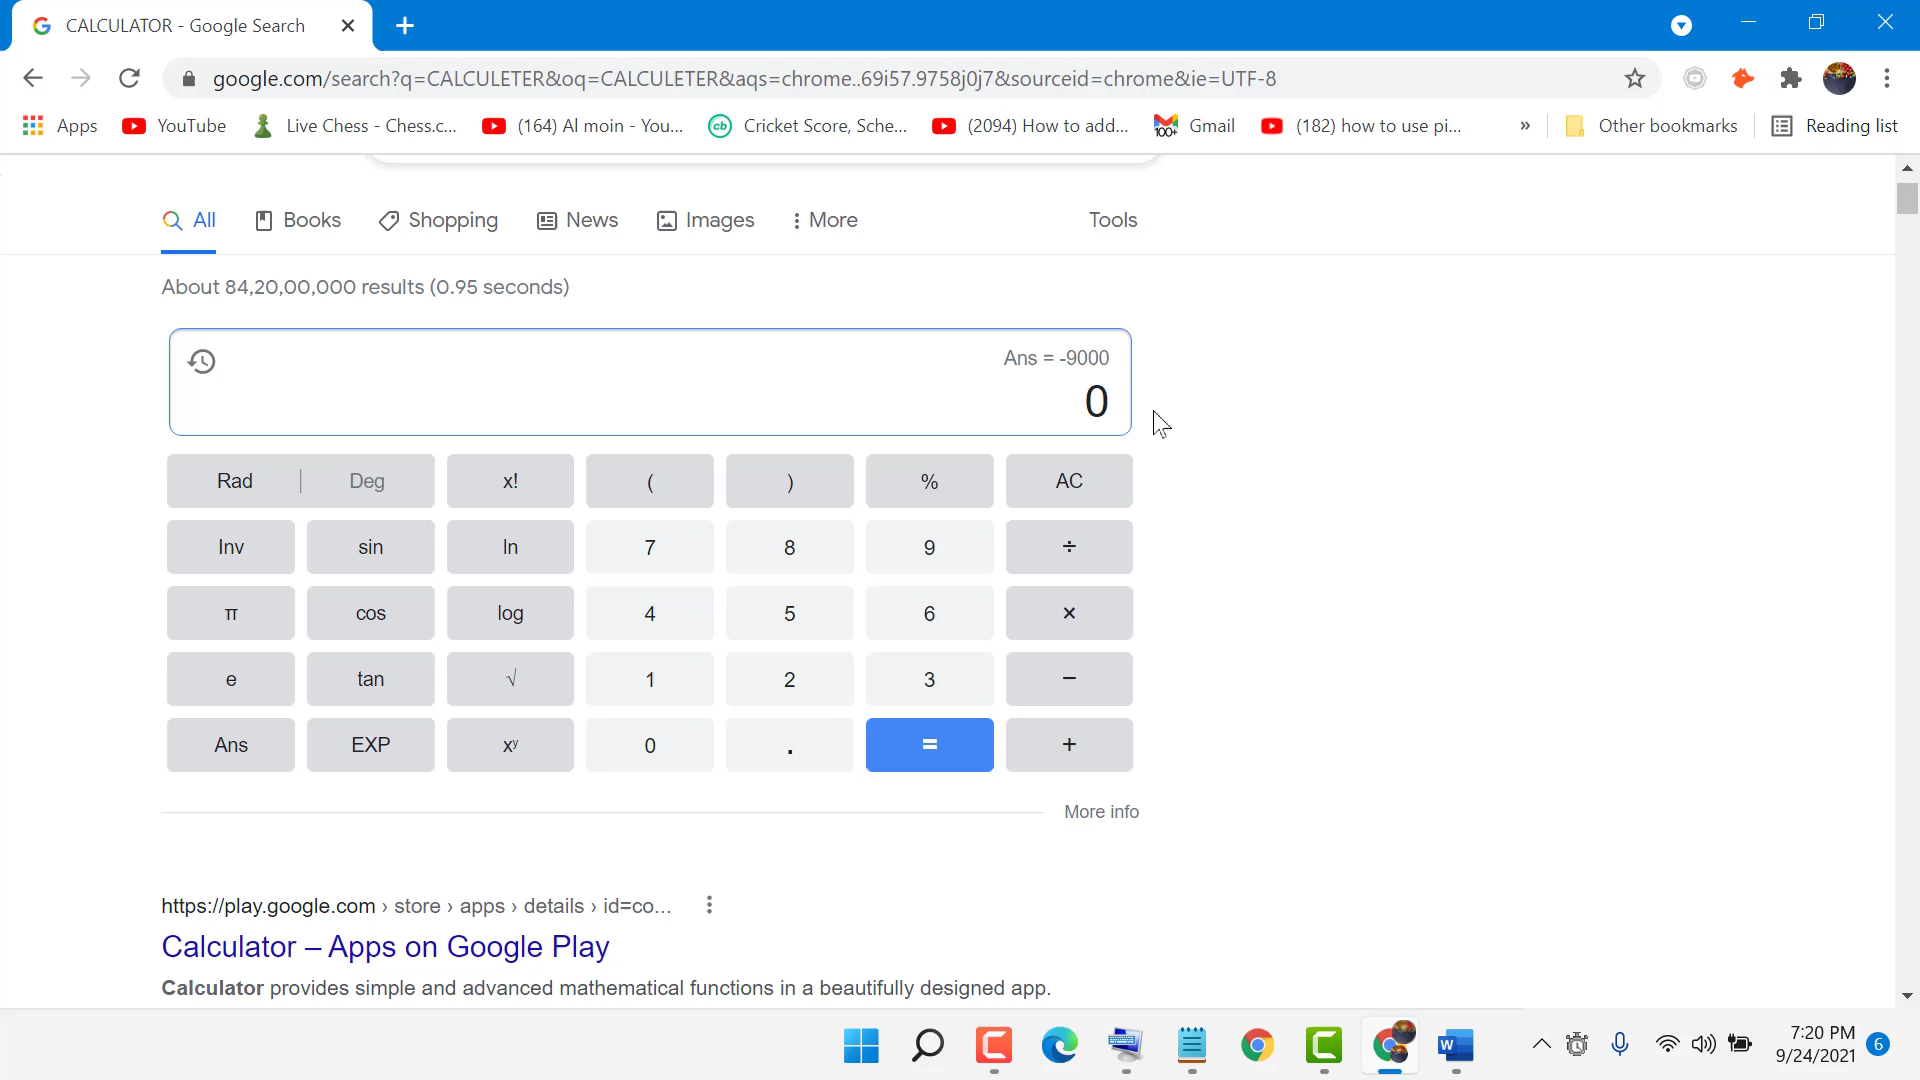 CALCULATOR - Google Search
google.com/search?q=CALCULETER&oq=CALCULETER&aqs=chrome..69i57.9758j0j7&sourceid=chrome&ie=UTF-8
Apps YouTube Live Chess - Chess.c... (164) Al moin - You... cb Cricket Score, Sche... (2094) How to add... 100+ Gmail (182) how to use pi... » Other bookmarks Reading list
All Books Shopping News Images More Tools
About 84,20,00,000 results (0.95 seconds)
Ans = -9000
0
Rad | Deg x! ( ) % AC
Inv sin ln 7 8 9 ÷
π cos log 4 5 6 ×
e tan √ 1 2 3 −
Ans EXP xʸ 0 . = +
More info
https://play.google.com › store › apps › details › id=co...
Calculator – Apps on Google Play
Calculator provides simple and advanced mathematical functions in a beautifully designed app.
W
7:20 PM
9/24/2021 6